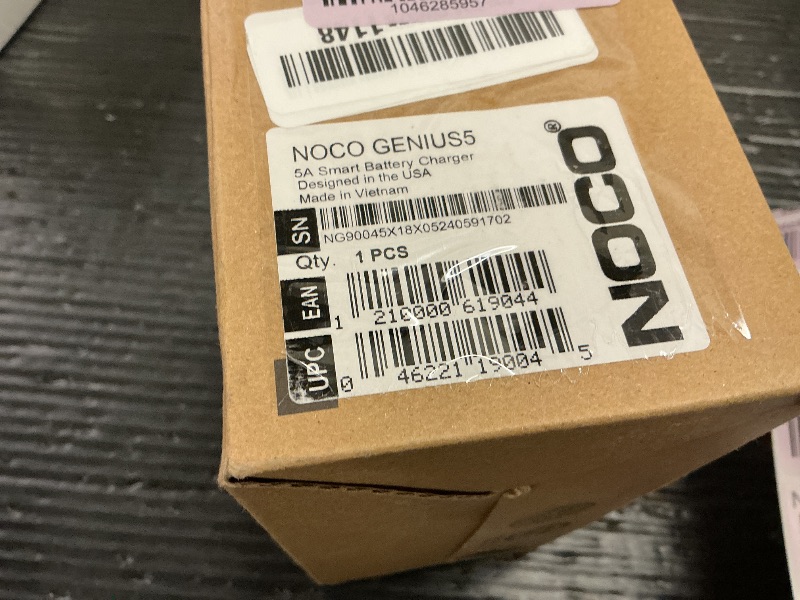 1046285957
1148
NOCO GENIUS5
5A Smart Battery Charger
Designed in the USA
Made in Vietnam
SN
NG90045X18X05240591702
Qty. 1 PCS
EAN
1 210000 619044
UPC
0 46221 19004 5
NOCO®